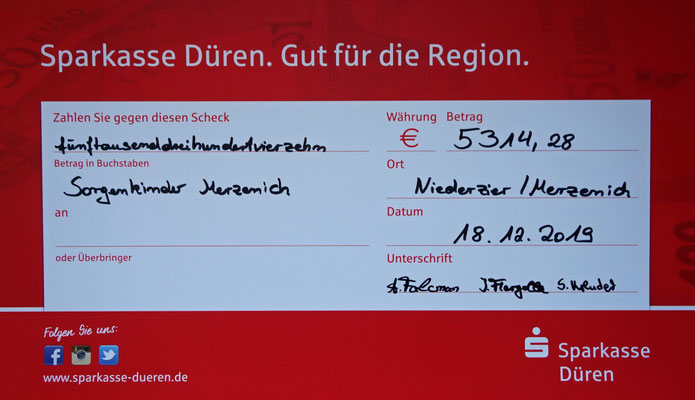 Sparkasse Düren. Gut für die Region.
Zahlen Sie gegen diesen Scheck
fünftausenddreihundertvierzehn
Betrag in Buchstaben
Sorgenkinder Merzenich
an
oder Überbringer
Währung Betrag
€ 5314,28
Ort
Niederzier/Merzenich
Datum
18.12.2019
Unterschrift
Folgen Sie uns:
www.sparkasse-dueren.de
Sparkasse
Düren